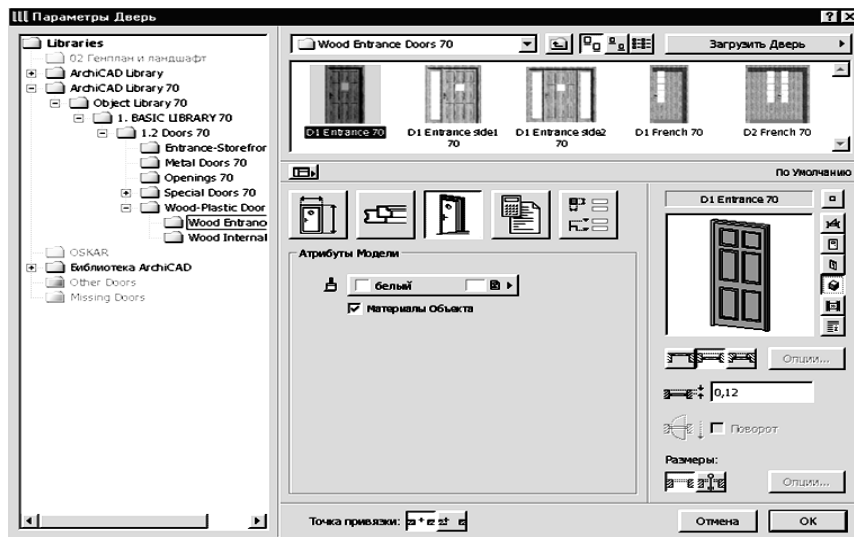 Параметры Дверь
Libraries
02 Генплан и ландшафт
ArchiCAD Library
ArchiCAD Library 70
Object Library 70
1. BASIC LIBRARY 70
1.2 Doors 70
Entrance-Storefror
Metal Doors 70
Openings 70
Special Doors 70
Wood-Plastic Door
Wood Entranc
Wood Internal
OSKAR
Библиотека ArchiCAD
Other Doors
Missing Doors
Wood Entrance Doors 70
Загрузить Дверь
D1 Entrance 70
D1 Entrance side1 70
D1 Entrance side2 70
D1 French 70
D2 French 70
По Умолчанию
Атрибуты Модели
белый
Материалы Объекта
D1 Entrance 70
Опции...
0,12
Поворот
Размеры:
Опции...
Точка привязки:
Отмена
OK